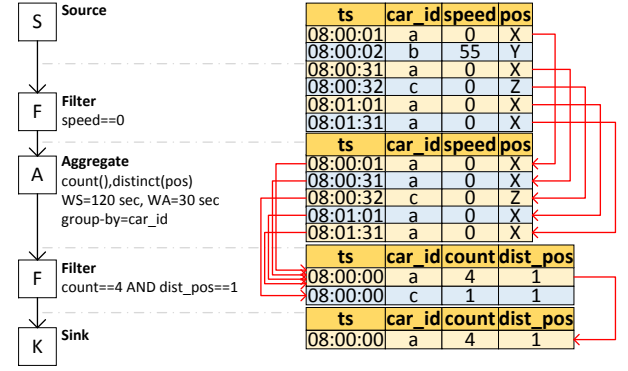 S
Source
F
Filter
speed==0
A
Aggregate
count(),distinct(pos)
WS=120 sec, WA=30 sec
group-by=car_id
F
Filter
count==4 AND dist_pos==1
K
Sink
ts car_id speed pos
08:00:01 a 0 X
08:00:02 b 55 Y
08:00:31 a 0 X
08:00:32 c 0 Z
08:01:01 a 0 X
08:01:31 a 0 X
ts car_id speed pos
08:00:01 a 0 X
08:00:31 a 0 X
08:00:32 c 0 Z
08:01:01 a 0 X
08:01:31 a 0 X
ts car_id count dist_pos
08:00:00 a 4 1
08:00:00 c 1 1
ts car_id count dist_pos
08:00:00 a 4 1